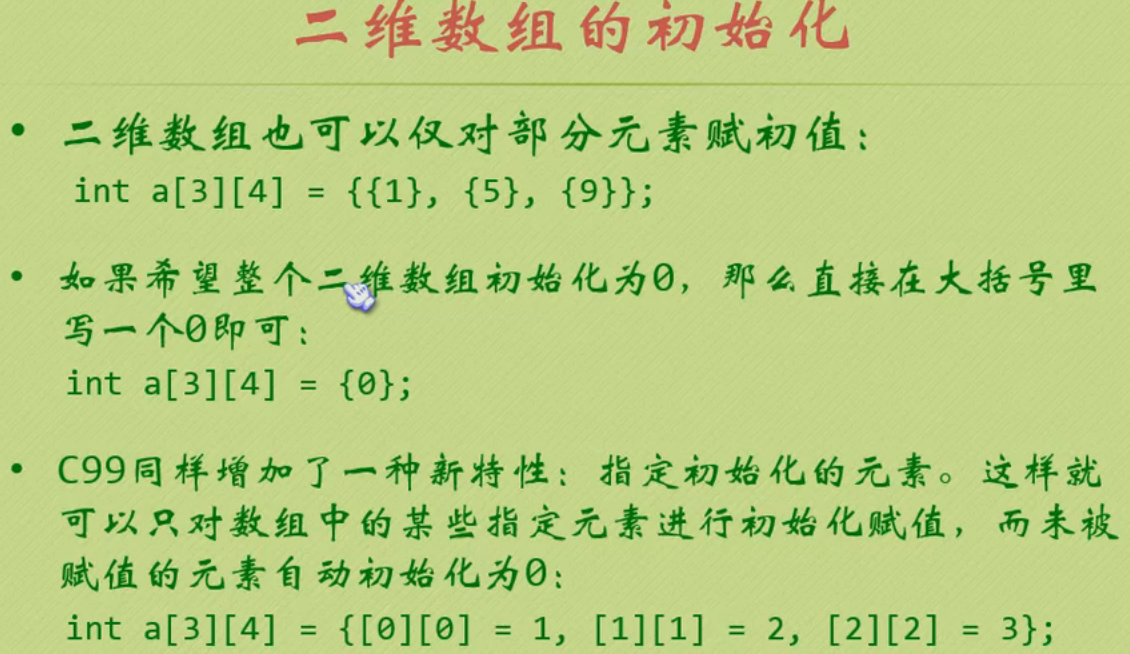 二维数组的初始化
• 二维数组也可以仅对部分元素赋初值：
int a[3][4] = {{1}, {5}, {9}};
• 如果希望整个二维数组初始化为0，那么直接在大括号里
写一个0即可：
int a[3][4] = {0};
• C99同样增加了一种新特性：指定初始化的元素。这样就
可以只对数组中的某些指定元素进行初始化赋值，而未被
赋值的元素自动初始化为0：
int a[3][4] = {[0][0] = 1, [1][1] = 2, [2][2] = 3};